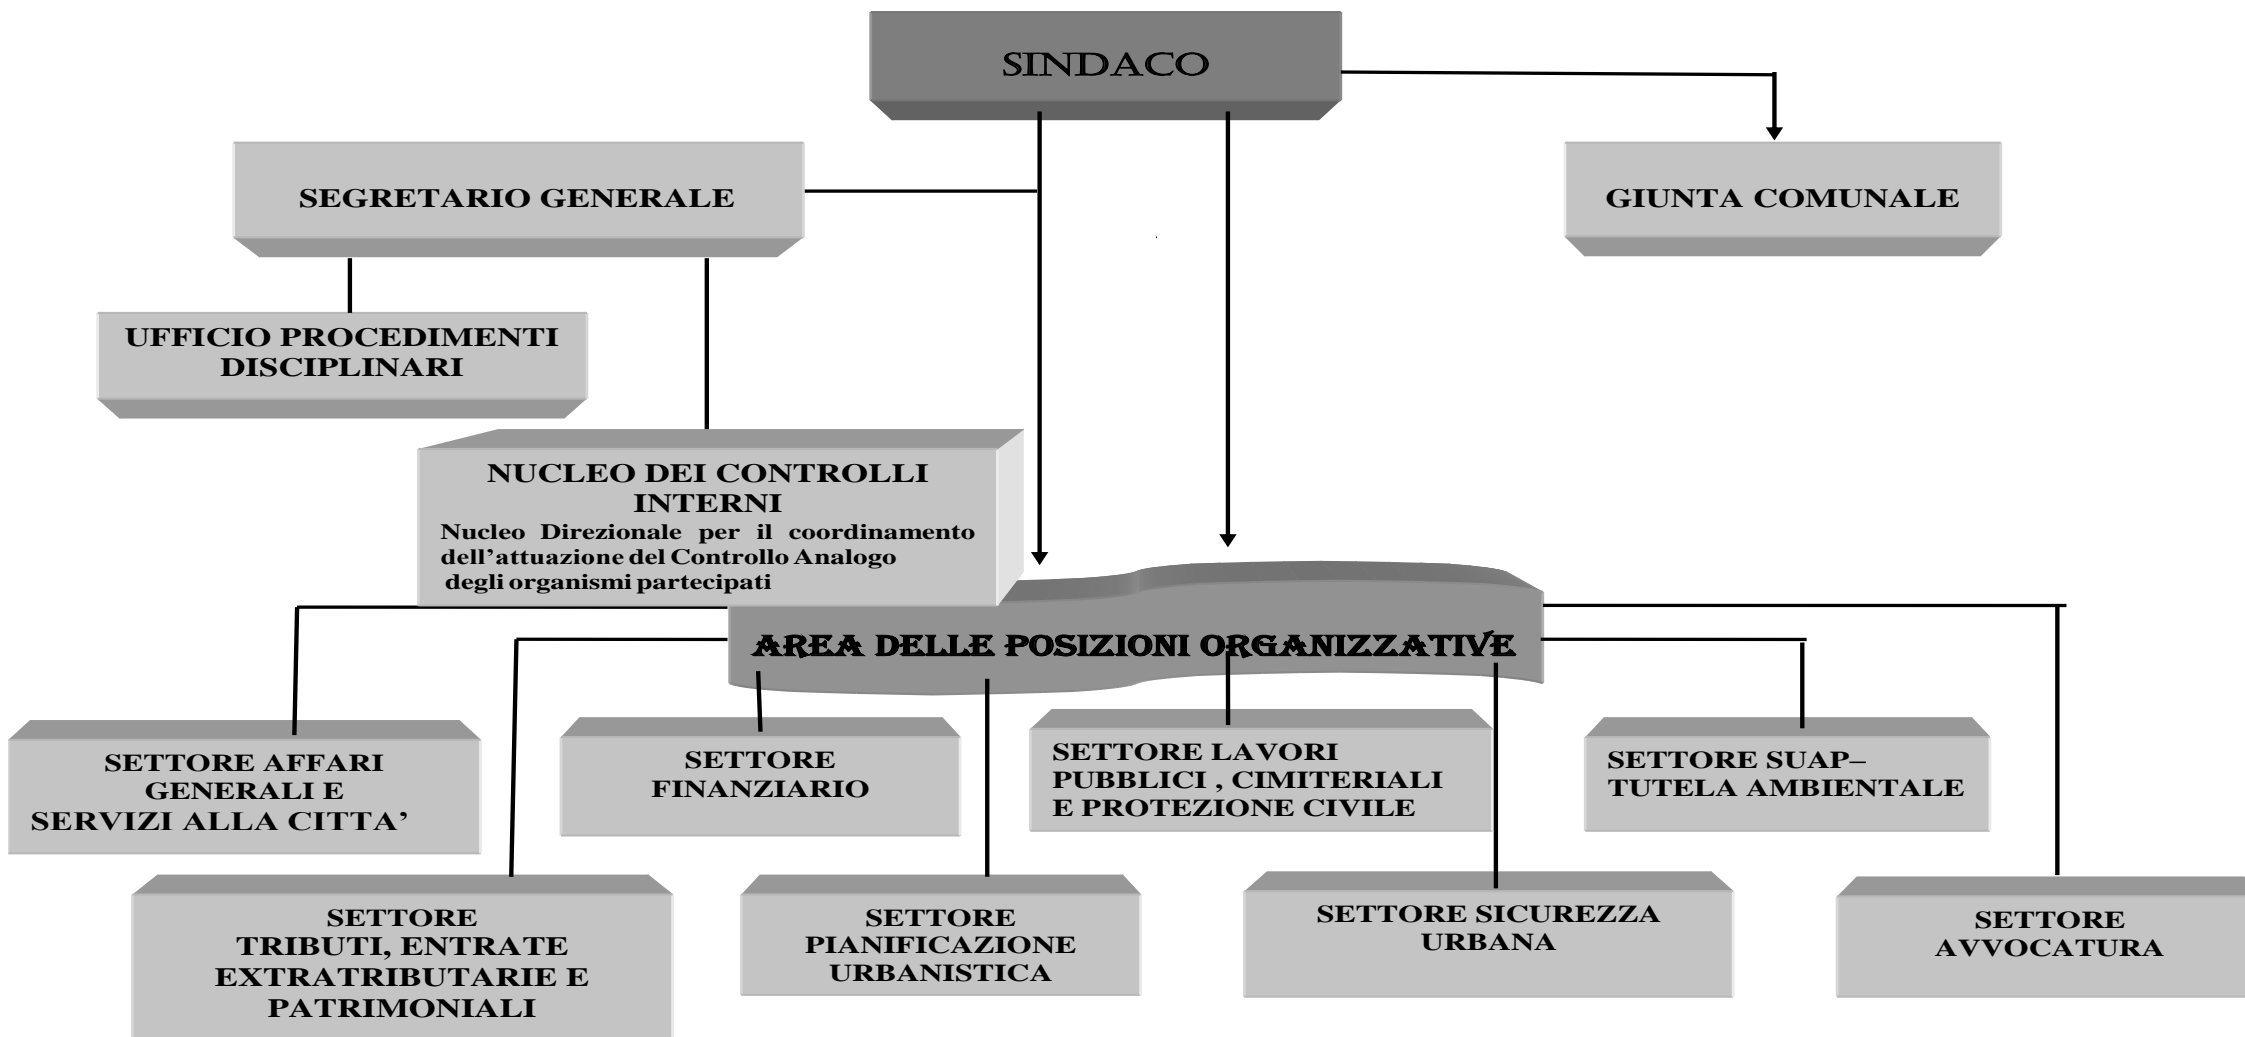 SINDACO
SEGRETARIO GENERALE
GIUNTA COMUNALE
UFFICIO PROCEDIMENTI
DISCIPLINARI
NUCLEO DEI CONTROLLI
INTERNI
Nucleo Direzionale per il coordinamento
dell’attuazione del Controllo Analogo
degli organismi partecipati
AREA DELLE POSIZIONI ORGANIZZATIVE
SETTORE AFFARI
GENERALI E
SERVIZI ALLA CITTA’
SETTORE
FINANZIARIO
SETTORE LAVORI
PUBBLICI , CIMITERIALI
E PROTEZIONE CIVILE
SETTORE SUAP–
TUTELA AMBIENTALE
SETTORE
TRIBUTI, ENTRATE
EXTRATRIBUTARIE E
PATRIMONIALI
SETTORE
PIANIFICAZIONE
URBANISTICA
SETTORE SICUREZZA
URBANA
SETTORE
AVVOCATURA